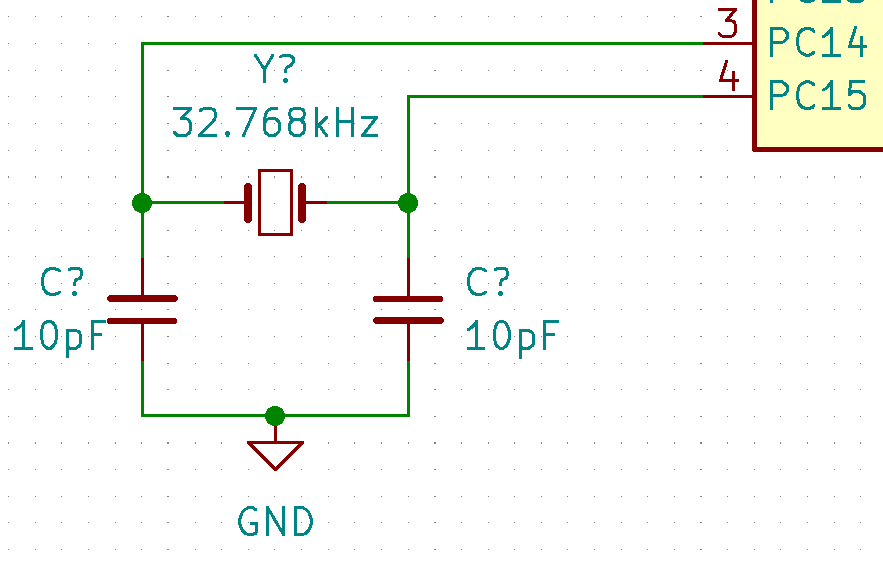 3
PC14
Y?
4
PC15
32.768kHz
C?
10pF
C?
10pF
GND